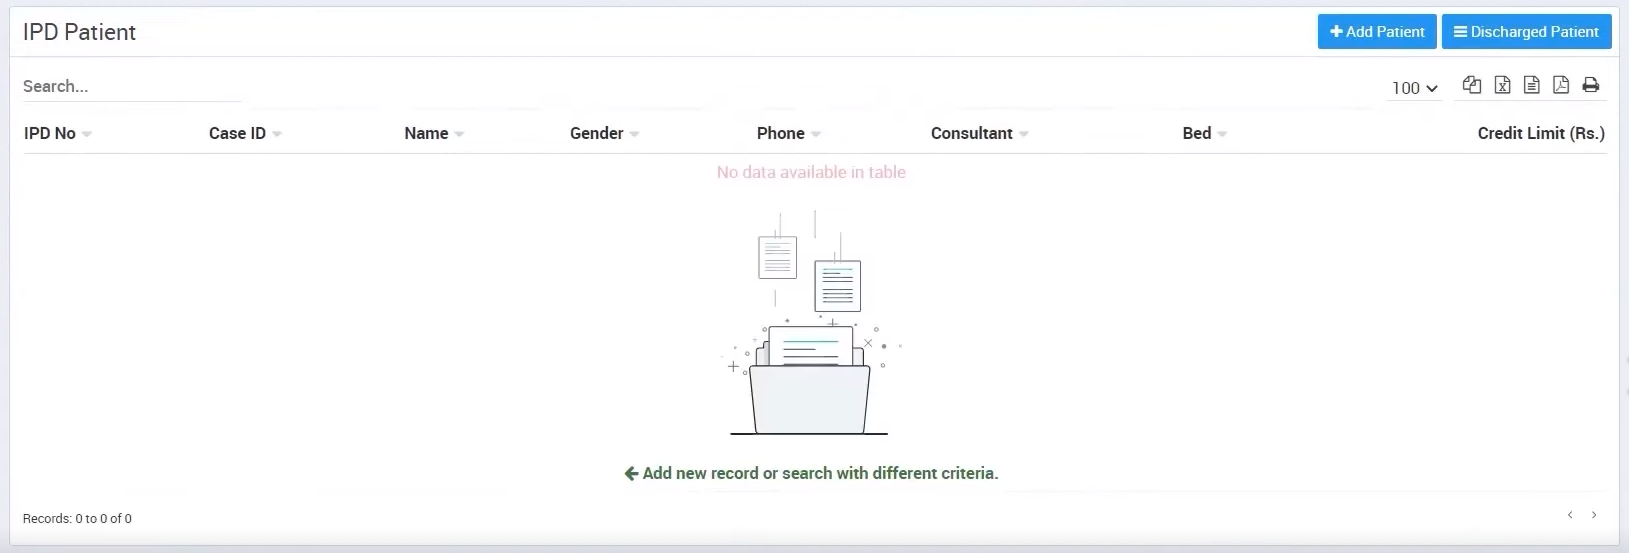 IPD Patient
Add Patient
Discharged Patient
Search...
100
IPD No Case ID Name Gender Phone Consultant Bed Credit Limit (Rs.)
No data available in table
Add new record or search with different criteria.
Records: 0 to 0 of 0